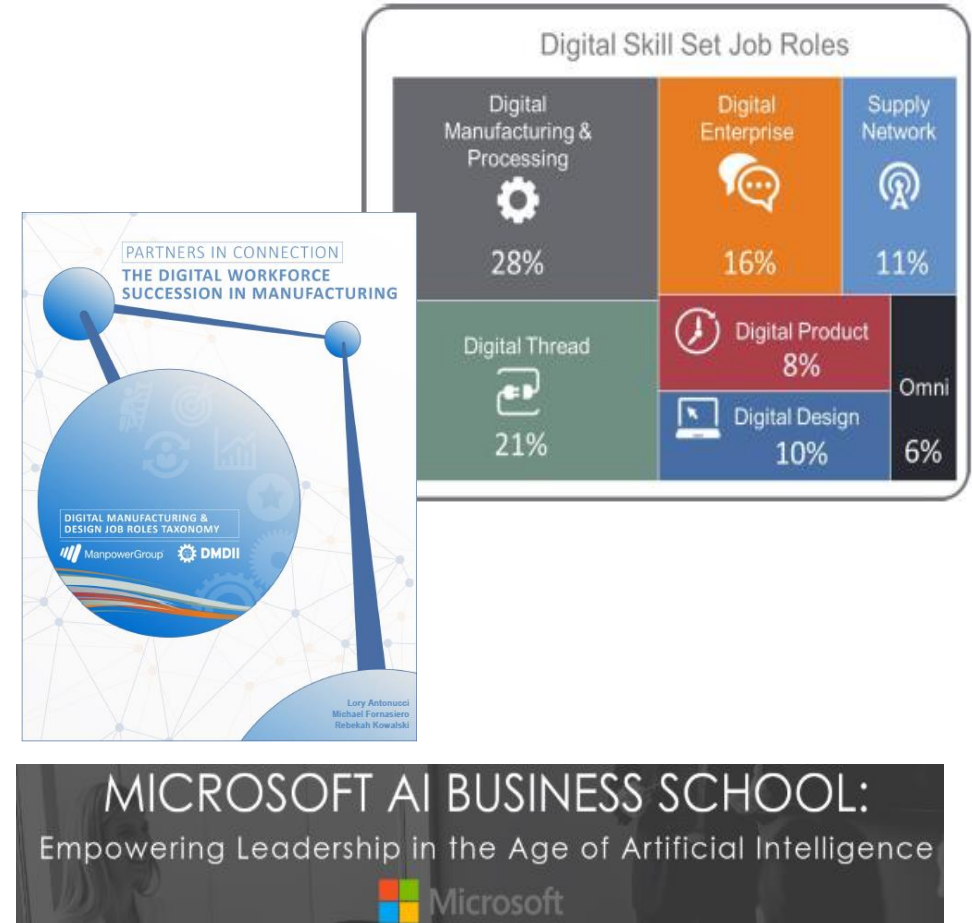 Digital Skill Set Job Roles
Digital
Manufacturing &
Processing
28%
Digital
Enterprise
16%
Supply
Network
11%
Digital Thread
21%
Digital Product
8%
Digital Design
10%
Omni
6%
PARTNERS IN CONNECTION
THE DIGITAL WORKFORCE
SUCCESSION IN MANUFACTURING
DIGITAL MANUFACTURING &
DESIGN JOB ROLES TAXONOMY
ManpowerGroup DMDII
Lory Antonucci
Michael Fornasiero
Rebekah Kowalski
MICROSOFT AI BUSINESS SCHOOL:
Empowering Leadership in the Age of Artificial Intelligence
Microsoft